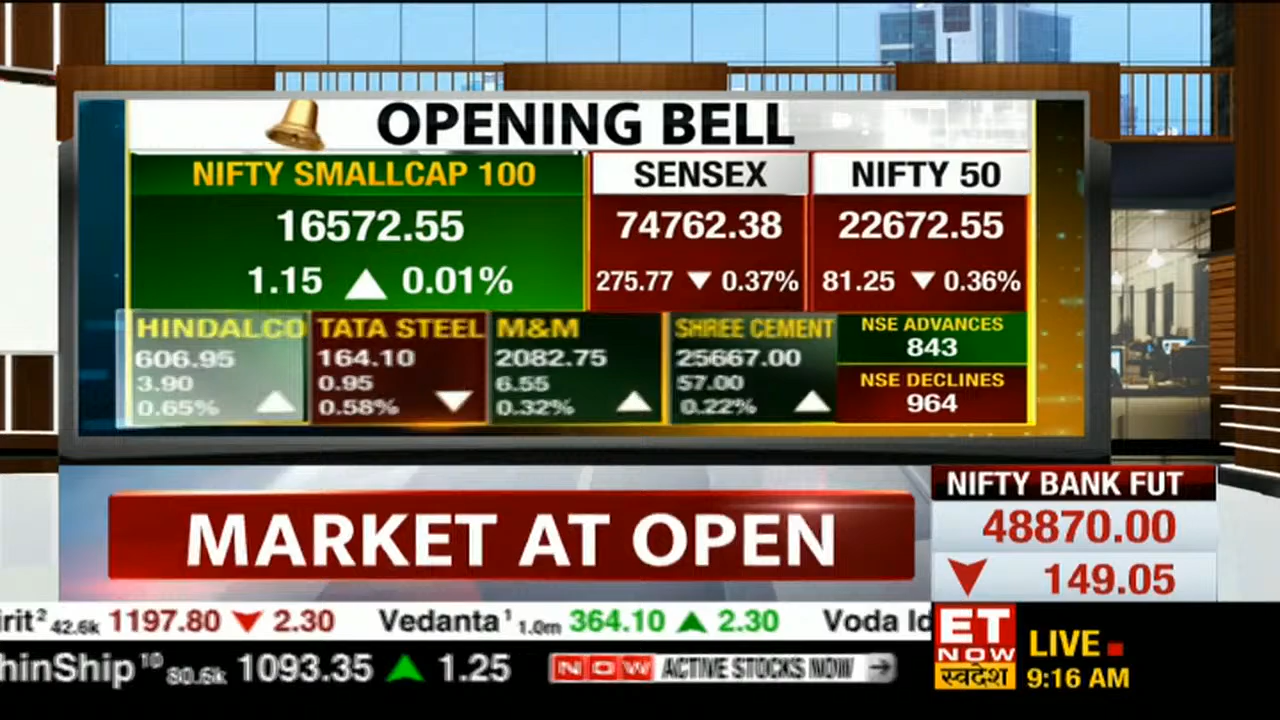 OPENING BELL
NIFTY SMALLCAP 100
16572.55
1.15 ▲ 0.01%
SENSEX
74762.38
275.77 ▼ 0.37%
NIFTY 50
22672.55
81.25 ▼ 0.36%
HINDALCO
606.95
3.90
0.65% ▲
TATA STEEL
164.10
0.95
0.58% ▼
M&M
2082.75
6.55
0.32% ▲
SHREE CEMENT
25667.00
57.00
0.22% ▲
NSE ADVANCES
843
NSE DECLINES
964
MARKET AT OPEN
NIFTY BANK FUT
48870.00
▼ 149.05
irit² 42.6k 1197.80 ▼ 2.30 Vedanta¹ 1.0m 364.10 ▲ 2.30 Voda Id
hinShip¹⁰ 80.6k 1093.35 ▲ 1.25 NOW ACTIVE STOCKS NOW →
ET
NOW
स्वदेश
LIVE
9:16 AM